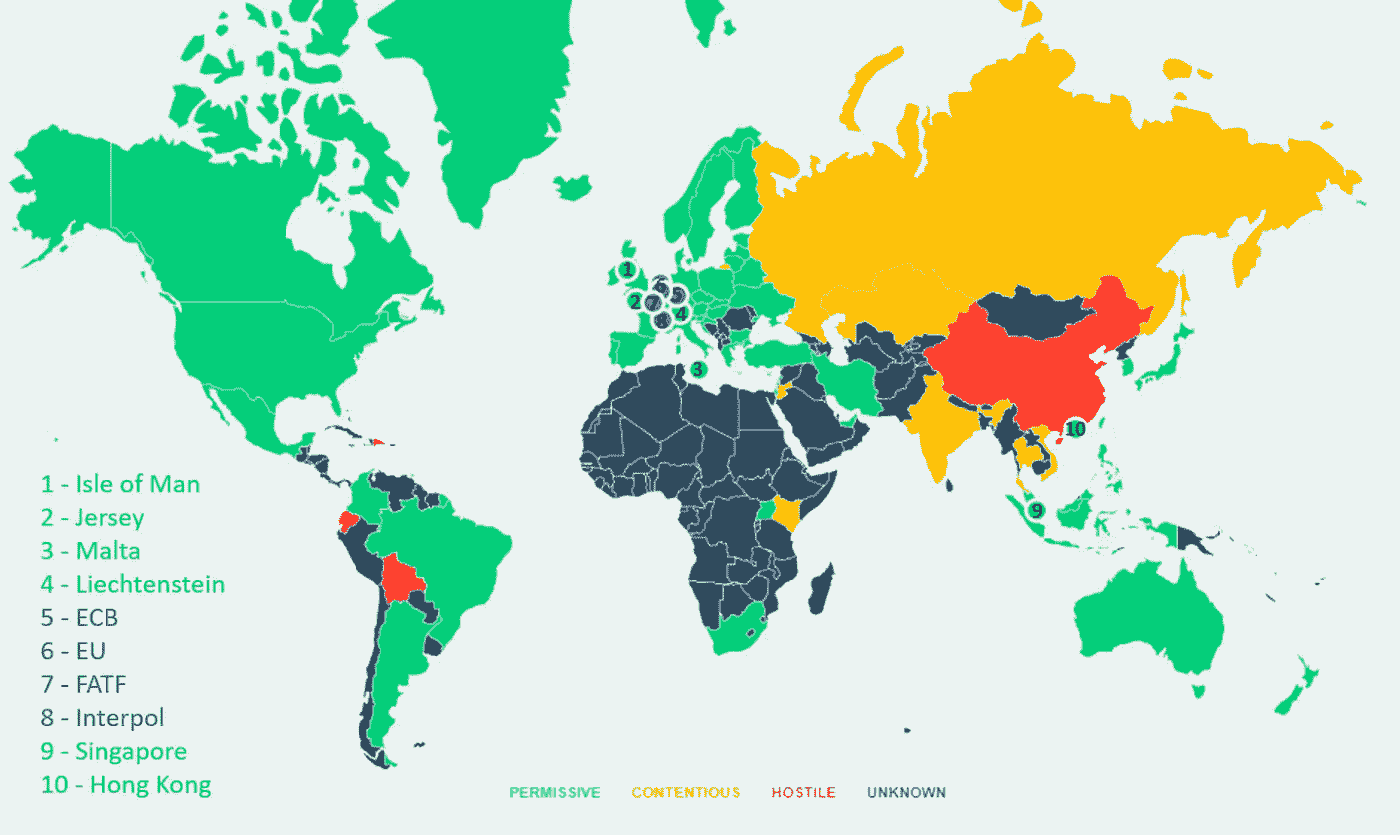 1
2
6
5
7
4
3
10
9
1 - Isle of Man
2 - Jersey
3 - Malta
4 - Liechtenstein
5 - ECB
6 - EU
7 - FATF
8 - Interpol
9 - Singapore
10 - Hong Kong
PERMISSIVE CONTENTIOUS HOSTILE UNKNOWN